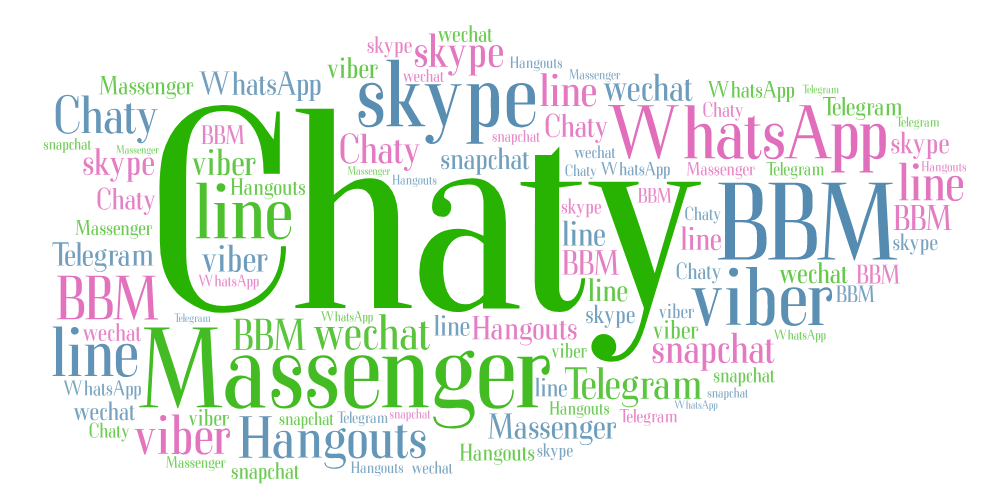 wechat
skype skype
viber wechat Hangouts
Massenger WhatsApp skype line Massenger wechat WhatsApp Telegram
Chaty Chaty WhatsApp Chaty Telegram
BBM snapchat Chaty Telegram
snapchat Massenger Chaty skype
skype viber snapchat wechat
Massenger Hangouts Chaty WhatsApp Massenger Telegram Hangouts
Chaty line Hangouts BBM BBM line
skype Chaty BBM
Massenger line line skype
Telegram viber BBM Chaty wechat BBM
WhatsApp line viber BBM
BBM Telegram WhatsApp skype viber
wechat BBM wechat line Hangouts viber WhatsApp
line Massenger viber snapchat
WhatsApp line Telegram snapchat
snapchat
wechat viber snapchat Telegram snapchat Hangouts Telegram WhatsApp
Chaty viber Hangouts Massenger
Massenger Hangouts skype
snapchat Hangouts wechat